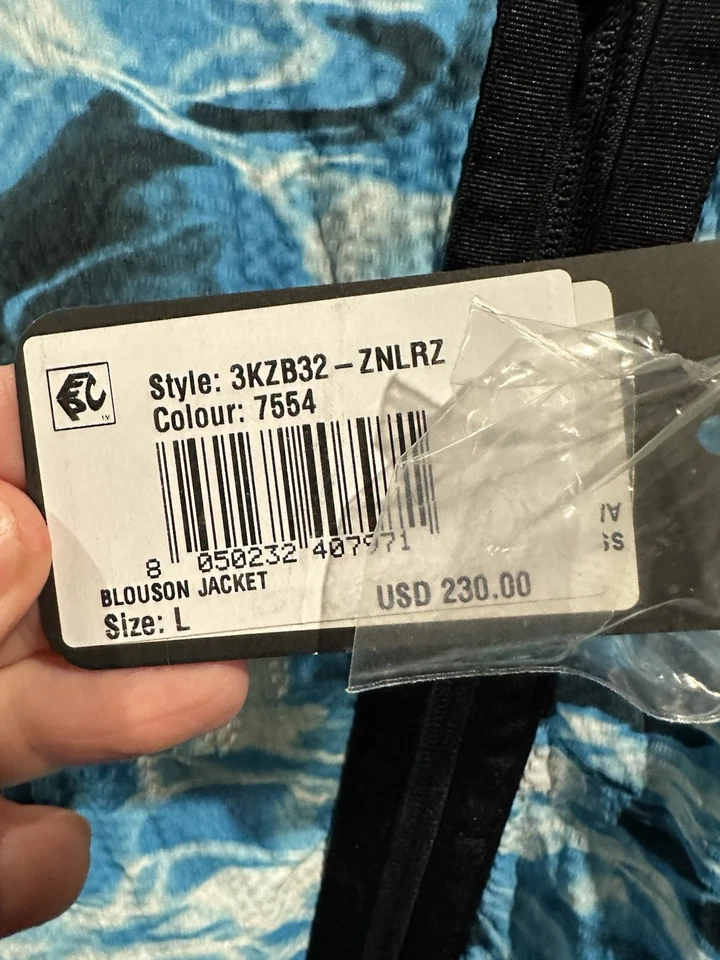 Style: 3KZB32-ZNLRZ
Colour: 7554
8 050232 407971
BLOUSON JACKET
USD 230.00
Size: L